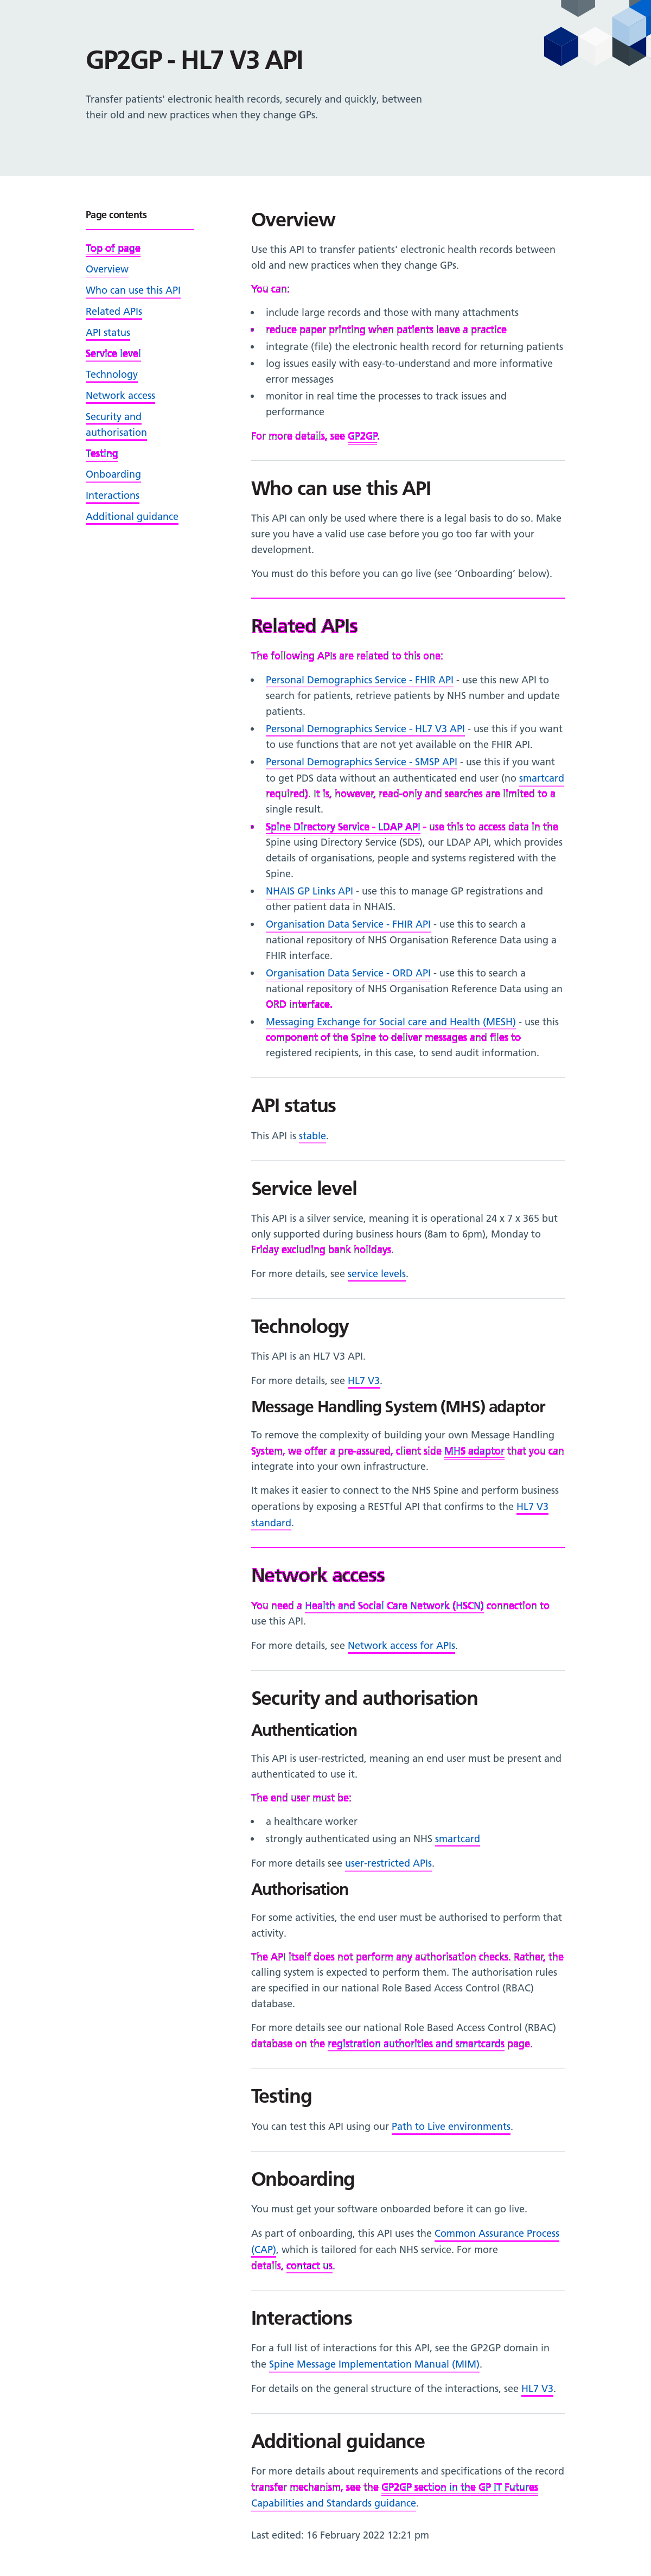 GP2GP - HL7 V3 API
Transfer patients' electronic health records, securely and quickly, between
their old and new practices when they change GPs.
Page contents
Top of page
Overview
Who can use this API
Related APIs
API status
Service level
Technology
Network access
Security and
authorisation
Testing
Onboarding
Interactions
Additional guidance
Overview
Use this API to transfer patients' electronic health records between
old and new practices when they change GPs.
You can:
include large records and those with many attachments
reduce paper printing when patients leave a practice
integrate (file) the electronic health record for returning patients
log issues easily with easy-to-understand and more informative
error messages
monitor in real time the processes to track issues and
performance
For more details, see GP2GP.
Who can use this API
This API can only be used where there is a legal basis to do so. Make
sure you have a valid use case before you go too far with your
development.
You must do this before you can go live (see 'Onboarding' below).
Related APIs
The following APIs are related to this one:
Personal Demographics Service - FHIR API - use this new API to
search for patients, retrieve patients by NHS number and update
patients.
Personal Demographics Service - HL7 V3 API - use this if you want
to use functions that are not yet available on the FHIR API.
Personal Demographics Service - SMSP API - use this if you want
to get PDS data without an authenticated end user (no smartcard
required). It is, however, read-only and searches are limited to a
single result.
Spine Directory Service - LDAP API - use this to access data in the
Spine using Directory Service (SDS), our LDAP API, which provides
details of organisations, people and systems registered with the
Spine.
NHAIS GP Links API - use this to manage GP registrations and
other patient data in NHAIS.
Organisation Data Service - FHIR API - use this to search a
national repository of NHS Organisation Reference Data using a
FHIR interface.
Organisation Data Service - ORD API - use this to search a
national repository of NHS Organisation Reference Data using an
ORD interface.
Messaging Exchange for Social care and Health (MESH) - use this
component of the Spine to deliver messages and files to
registered recipients, in this case, to send audit information.
API status
This API is stable.
Service level
This API is a silver service, meaning it is operational 24 x 7 x 365 but
only supported during business hours (8am to 6pm), Monday to
Friday excluding bank holidays.
For more details, see service levels.
Technology
This API is an HL7 V3 API.
For more details, see HL7 V3.
Message Handling System (MHS) adaptor
To remove the complexity of building your own Message Handling
System, we offer a pre-assured, client side MHS adaptor that you can
integrate into your own infrastructure.
It makes it easier to connect to the NHS Spine and perform business
operations by exposing a RESTful API that confirms to the HL7 V3
standard.
Network access
You need a Health and Social Care Network (HSCN) connection to
use this API.
For more details, see Network access for APIs.
Security and authorisation
Authentication
This API is user-restricted, meaning an end user must be present and
authenticated to use it.
The end user must be:
a healthcare worker
strongly authenticated using an NHS smartcard
For more details see user-restricted APIs.
Authorisation
For some activities, the end user must be authorised to perform that
activity.
The API itself does not perform any authorisation checks. Rather, the
calling system is expected to perform them. The authorisation rules
are specified in our national Role Based Access Control (RBAC)
database.
For more details see our national Role Based Access Control (RBAC)
database on the registration authorities and smartcards page.
Testing
You can test this API using our Path to Live environments.
Onboarding
You must get your software onboarded before it can go live.
As part of onboarding, this API uses the Common Assurance Process
(CAP), which is tailored for each NHS service. For more
details, contact us.
Interactions
For a full list of interactions for this API, see the GP2GP domain in
the Spine Message Implementation Manual (MIM).
For details on the general structure of the interactions, see HL7 V3.
Additional guidance
For more details about requirements and specifications of the record
transfer mechanism, see the GP2GP section in the GP IT Futures
Capabilities and Standards guidance.
Last edited: 16 February 2022 12:21 pm